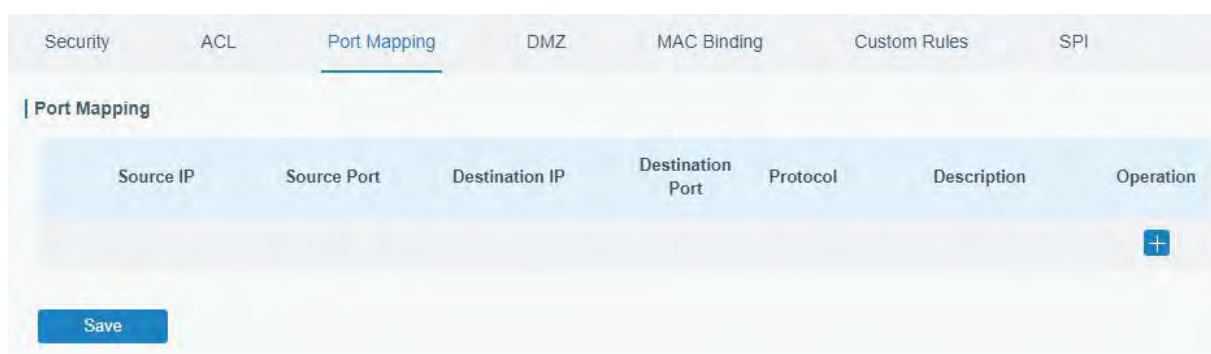 Security ACL Port Mapping DMZ MAC Binding Custom Rules SPI
Port Mapping
Source IP Source Port Destination IP Destination Port Protocol Description Operation
Save